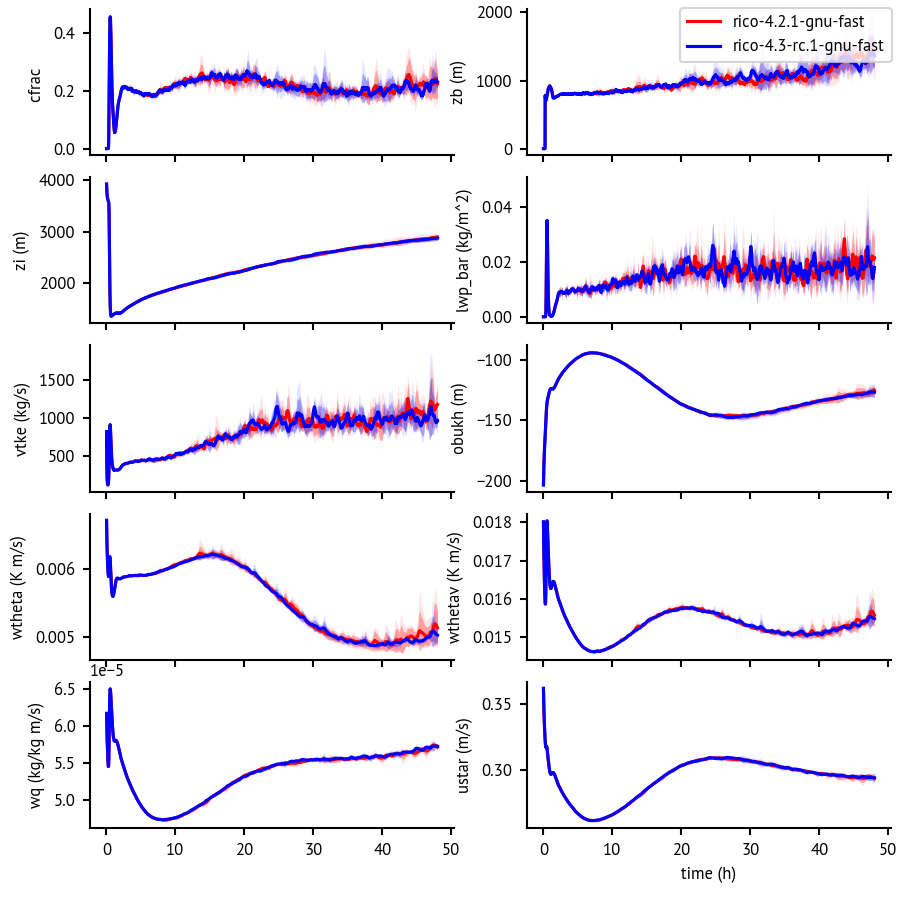 rico-4.2.1-gnu-fast
rico-4.3-rc.1-gnu-fast
cfrac
0.4
0.2
0.0
zb (m)
2000
1000
0
zi (m)
4000
3000
2000
lwp_bar (kg/m^2)
0.04
0.02
0.00
vtke (kg/s)
1500
1000
500
obukh (m)
−100
−150
−200
wtheta (K m/s)
0.006
0.005
wthetav (K m/s)
0.018
0.017
0.016
0.015
1e−5
wq (kg/kg m/s)
6.5
6.0
5.5
5.0
0 10 20 30 40 50
ustar (m/s)
0.35
0.30
0 10 20 30 40 50
time (h)